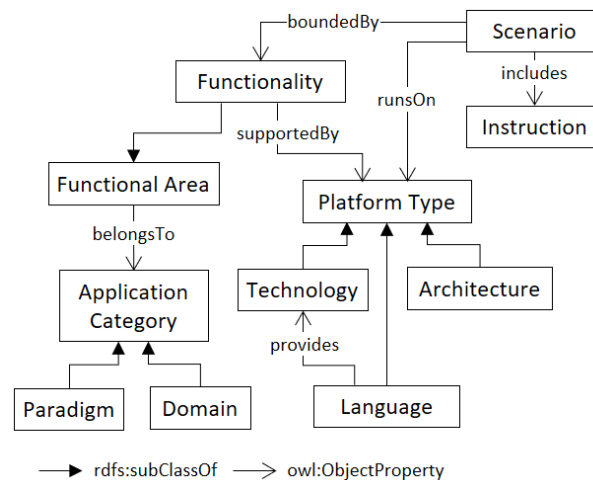 boundedBy
Scenario
Functionality
includes
runsOn
supportedBy
Instruction
Functional Area
Platform Type
belongsTo
Application
Category
Technology
Architecture
provides
Paradigm
Domain
Language
rdfs:subClassOf
owl:ObjectProperty